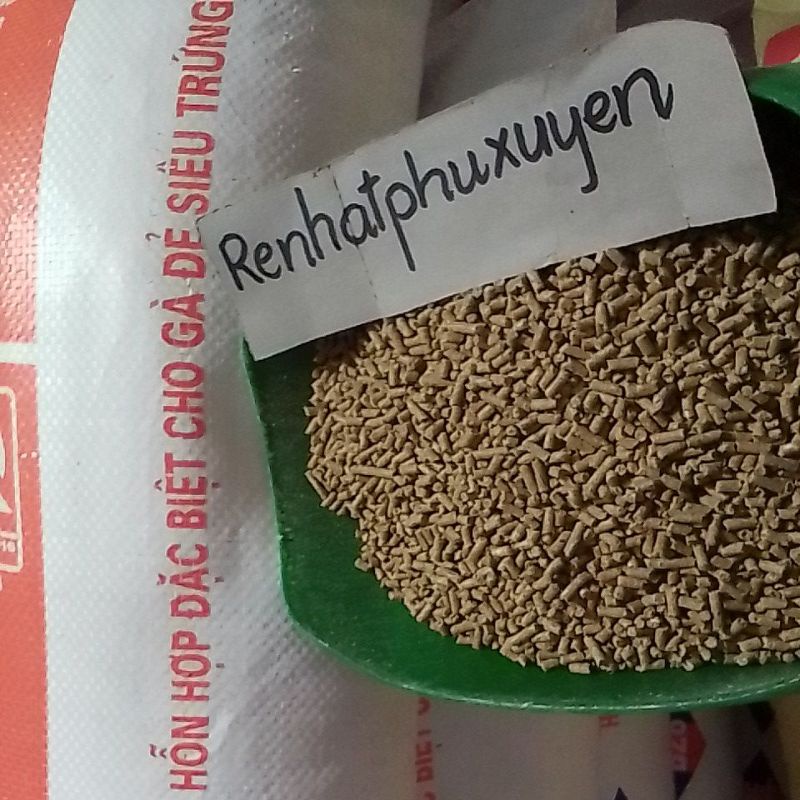 Renhatphuxuyen
HỖN HỢP ĐẶC BIỆT CHO GÀ ĐẺ SIÊU TRỨNG